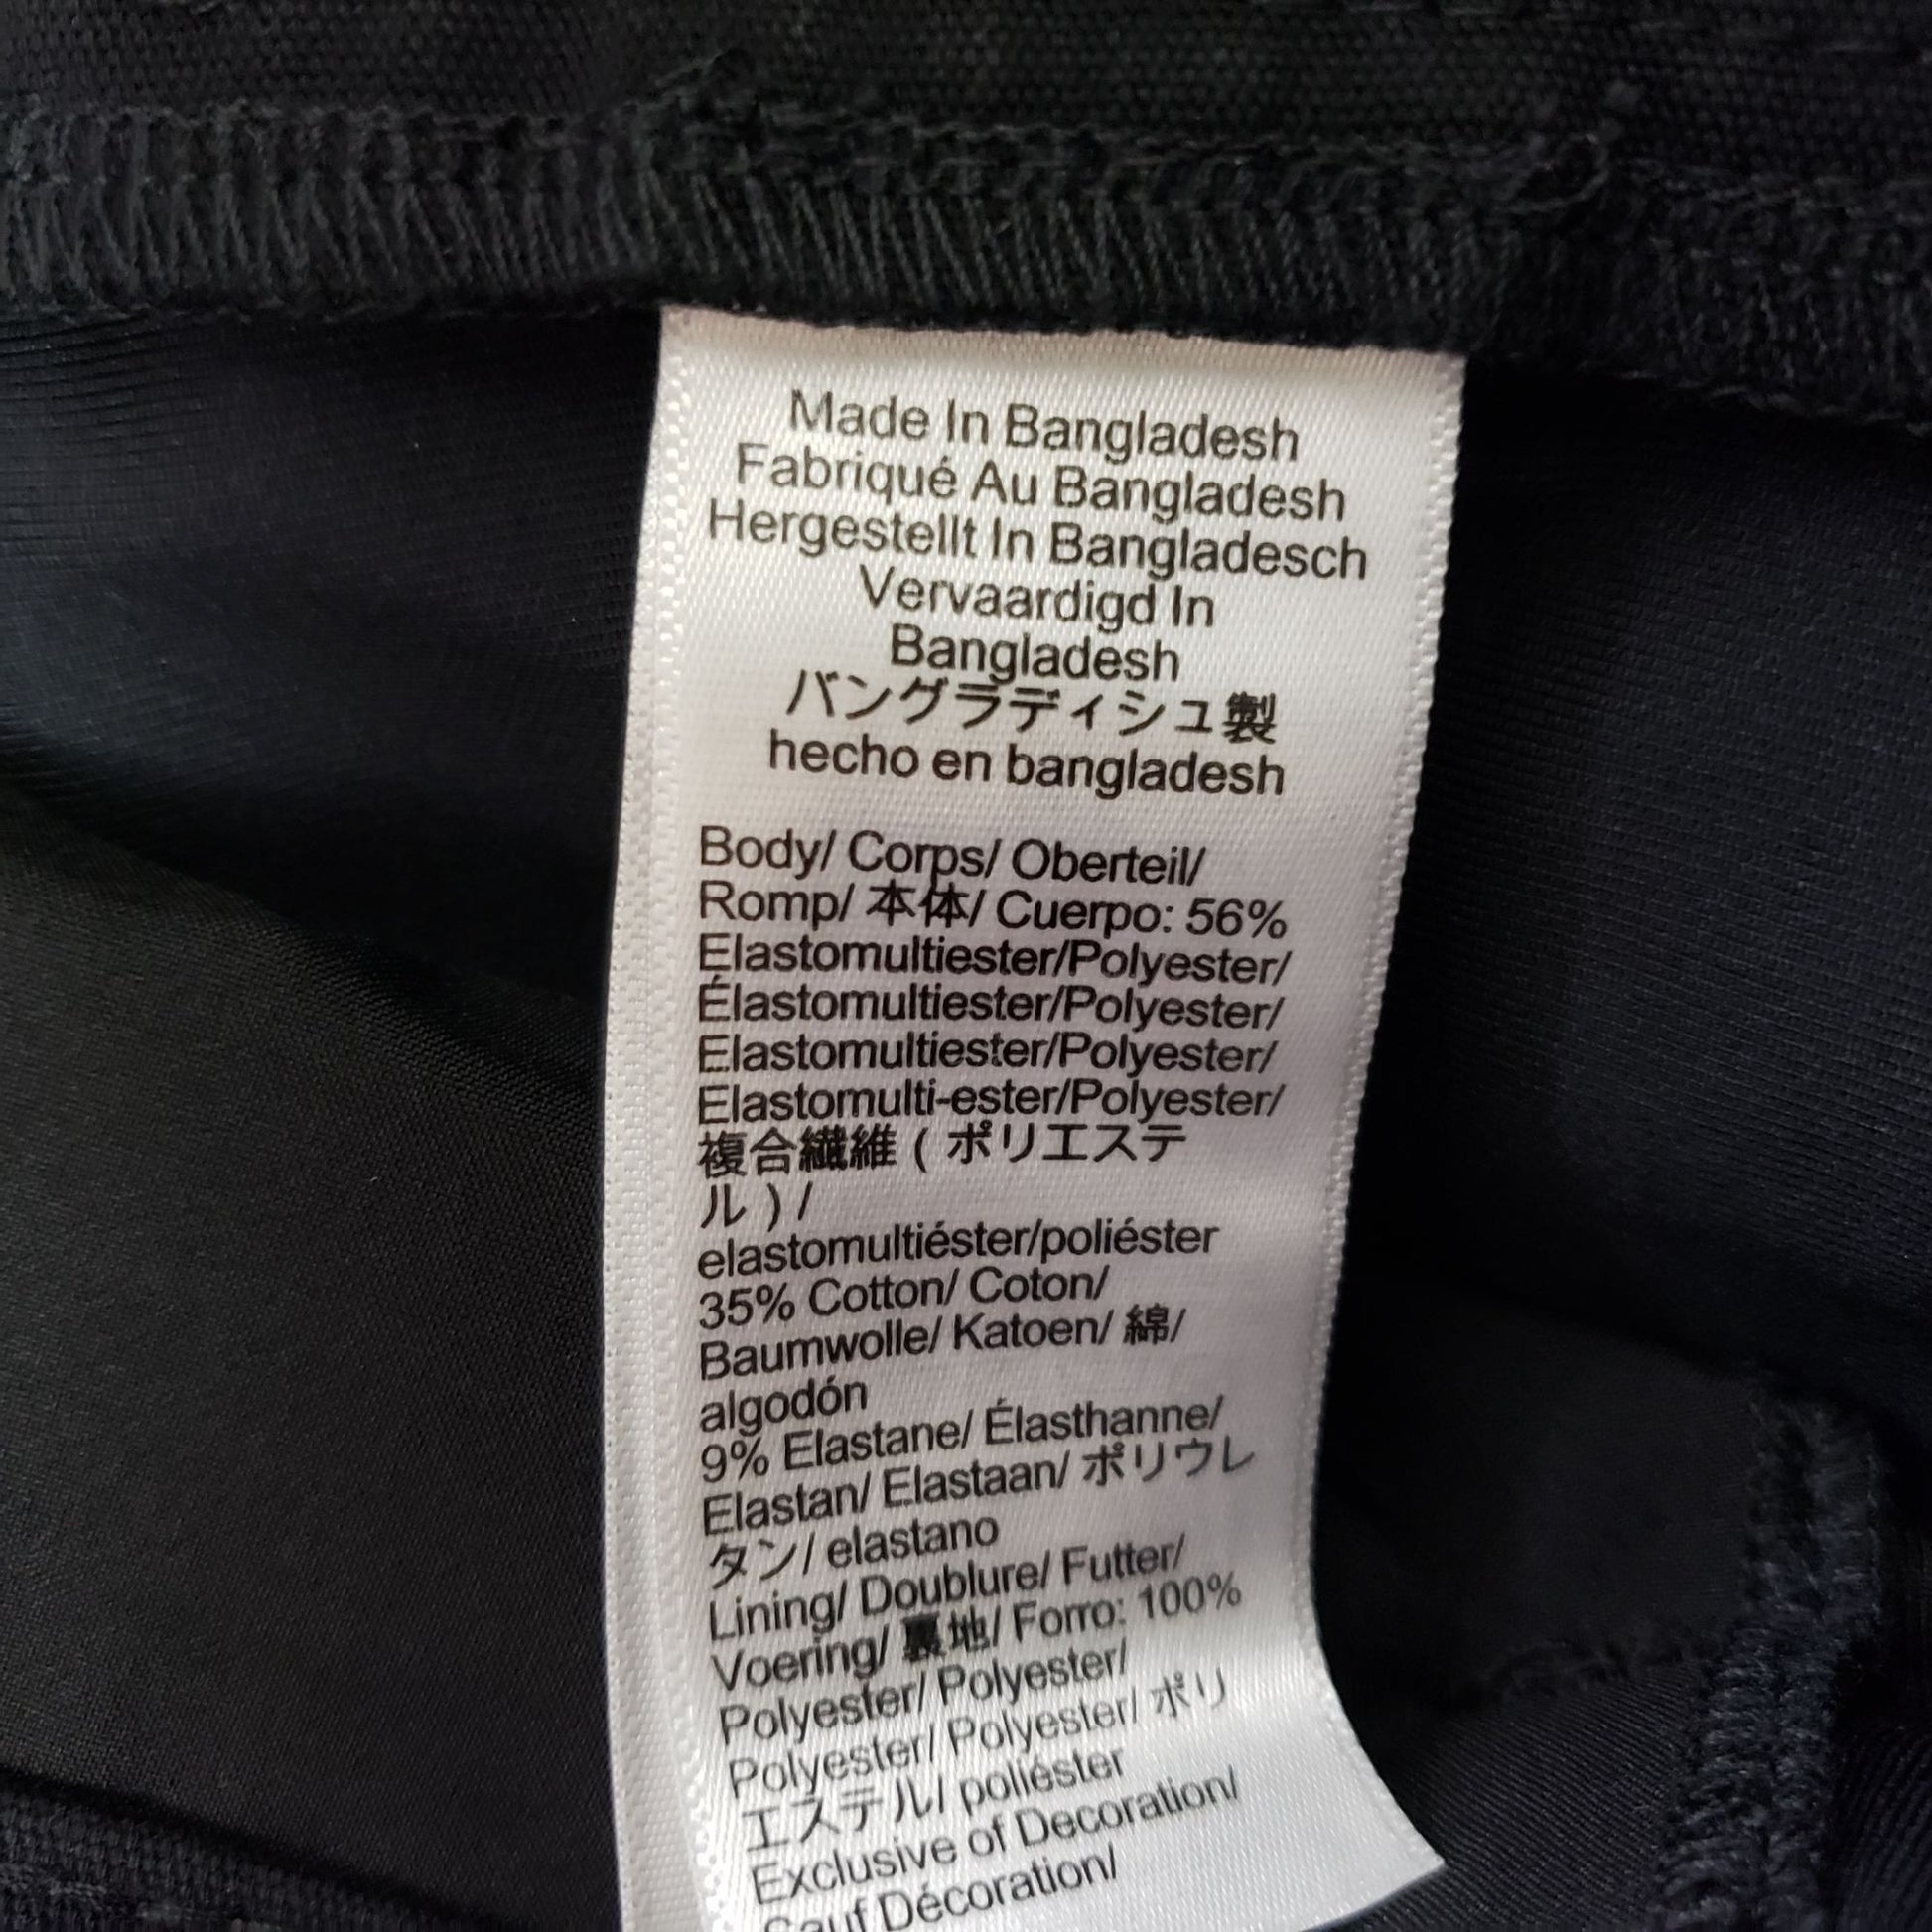 Made In Bangladesh
Fabriqué Au Bangladesh
Hergestellt In Bangladesch
Vervaardigd In
Bangladesh
バングラディシュ製
hecho en bangladesh
Body/ Corps/ Oberteil/
Romp/ 本体/ Cuerpo: 56%
Elastomultiester/Polyester/
Élastomultiester/Polyester/
Elastomultiester/Polyester/
Elastomulti-ester/Polyester/
複合繊維 ( ポリエステ
ル ) /
elastomultiéster/poliéster
35% Cotton/ Coton/
Baumwolle/ Katoen/ 綿/
algodón
9% Elastane/ Élasthanne/
Elastan/ Elastaan/ ポリウレ
タン/ elastano
Lining/ Doublure/ Futter/
Voering/ 裏地/ Forro: 100%
Polyester/ Polyester/
Polyester/ Polyester/ ポリ
エステル/ poliéster
Exclusive of Decoration/
Sauf Décoration/